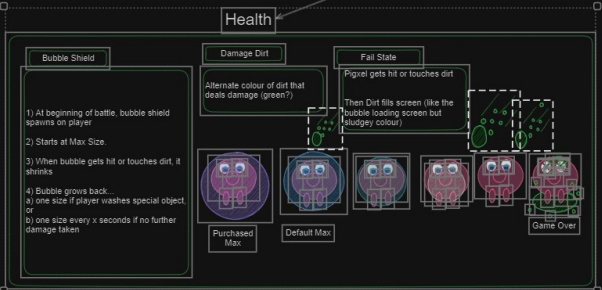 Health
Bubble Shield
1) At beginning of battle, bubble shield
spawns on player
2) Starts at Max Size.
3) When bubble gets hit or touches dirt, it
shrinks
4) Bubble grows back...
a) one size if player washes special object,
or
b) one size every x seconds if no further
damage taken
Damage Dirt
Alternate colour of dirt that
deals damage (green?)
Fail State
Pigxel gets hit or touches dirt
Then Dirt fills screen (like the
bubble loading screen but
sludgey colour)
Purchased
Max
Default Max
Game Over